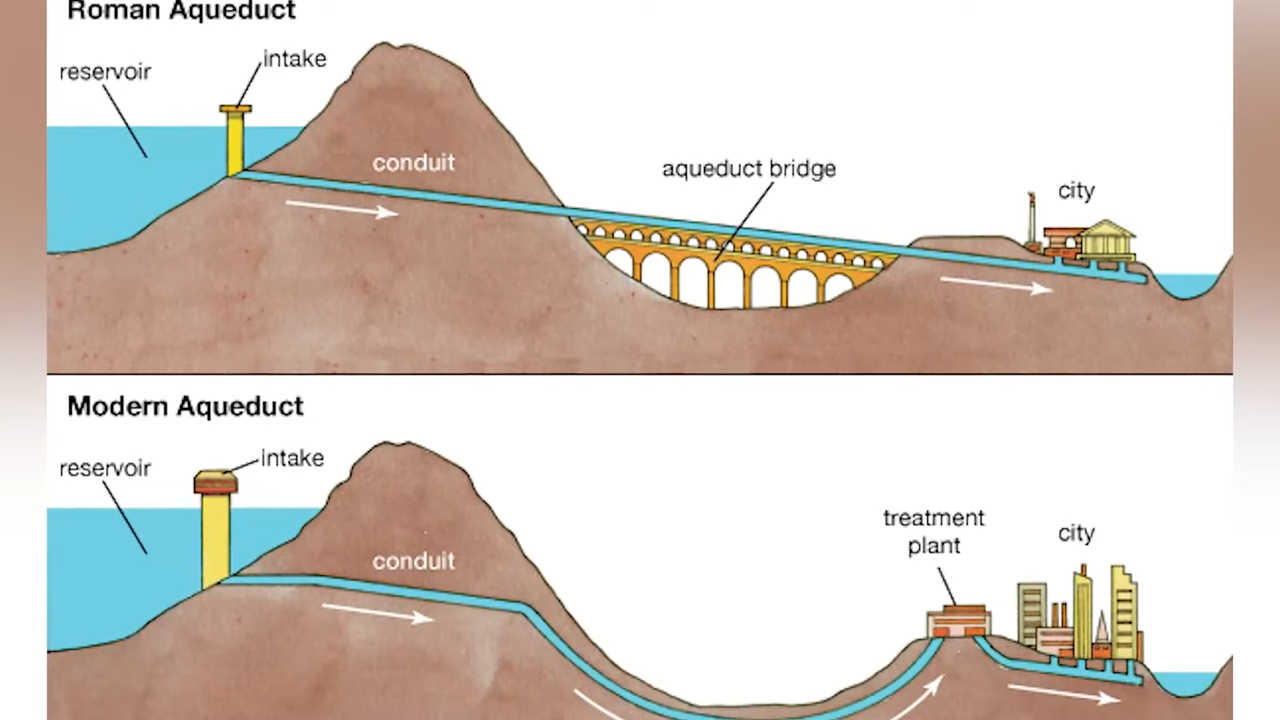 Roman Aqueduct
intake
reservoir
conduit
aqueduct bridge
city
Modern Aqueduct
intake
reservoir
treatment
plant
city
conduit